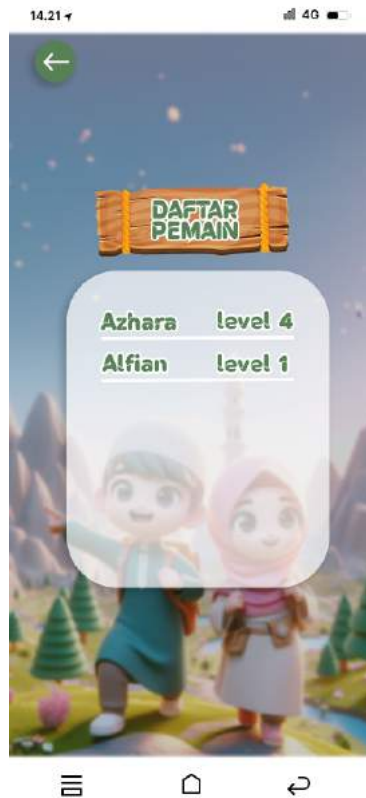 14.21
4G
DAFTAR
PEMAIN
Azhara level 4
Alfian level 1